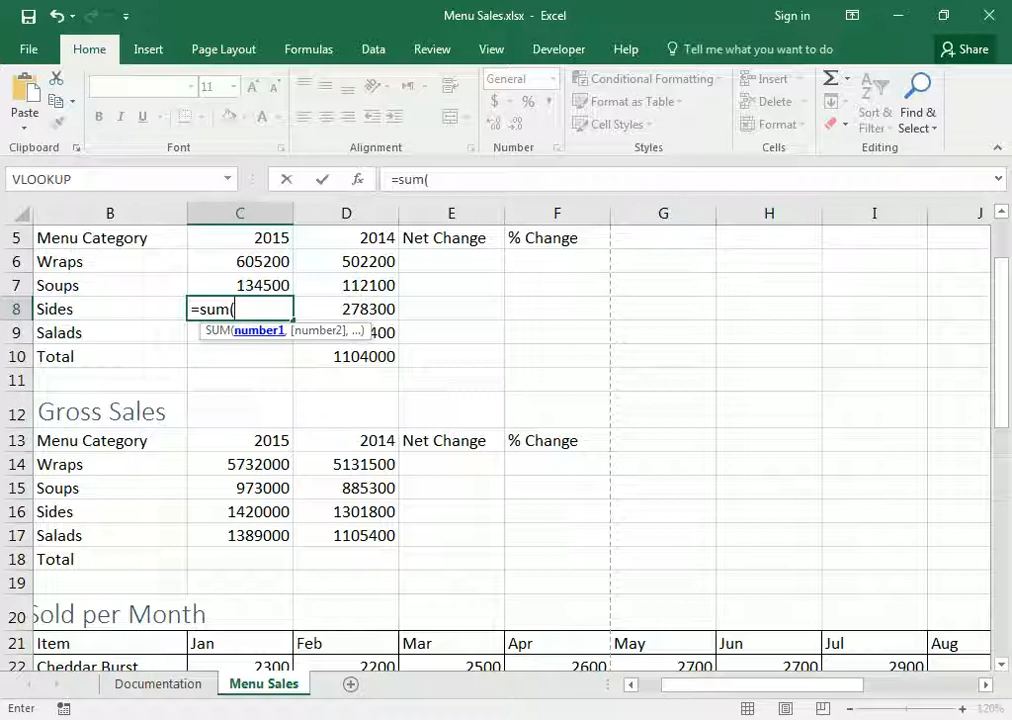 Menu Sales.xlsx - Excel
Sign in
File Home Insert Page Layout Formulas Data Review View Developer Help Tell me what you want to do Share
11 General Conditional Formatting Insert
Paste $ % Format as Table Delete Sort & Find &
B I U A Cell Styles Format Filter Select
Clipboard Font Alignment Number Styles Cells Editing
VLOOKUP fx =sum(
B C D E F G H I J
5 Menu Category 2015 2014 Net Change % Change
6 Wraps 605200 502200
7 Soups 134500 112100
8 Sides =sum( 278300
9 Salads SUM(number1, [number2], ...) 400
10 Total 1104000
11
12 Gross Sales
13 Menu Category 2015 2014 Net Change % Change
14 Wraps 5732000 5131500
15 Soups 973000 885300
16 Sides 1420000 1301800
17 Salads 1389000 1105400
18 Total
19
20 Sold per Month
21 Item Jan Feb Mar Apr May Jun Jul Aug
22 Cheddar Burst 2300 2200 2500 2600 2700 2700 2900
Documentation Menu Sales
Enter 120%